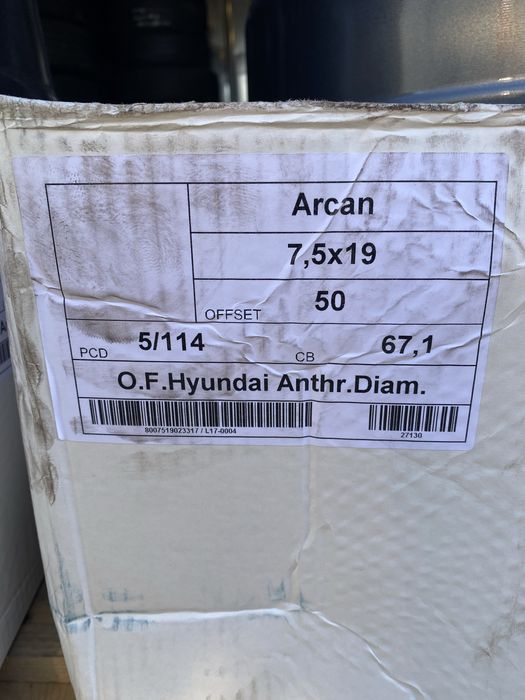 Arcan
7,5x19
OFFSET 50
PCD 5/114 CB 67,1
O.F.Hyundai Anthr.Diam.
8007519023317 / L17-0004 27130